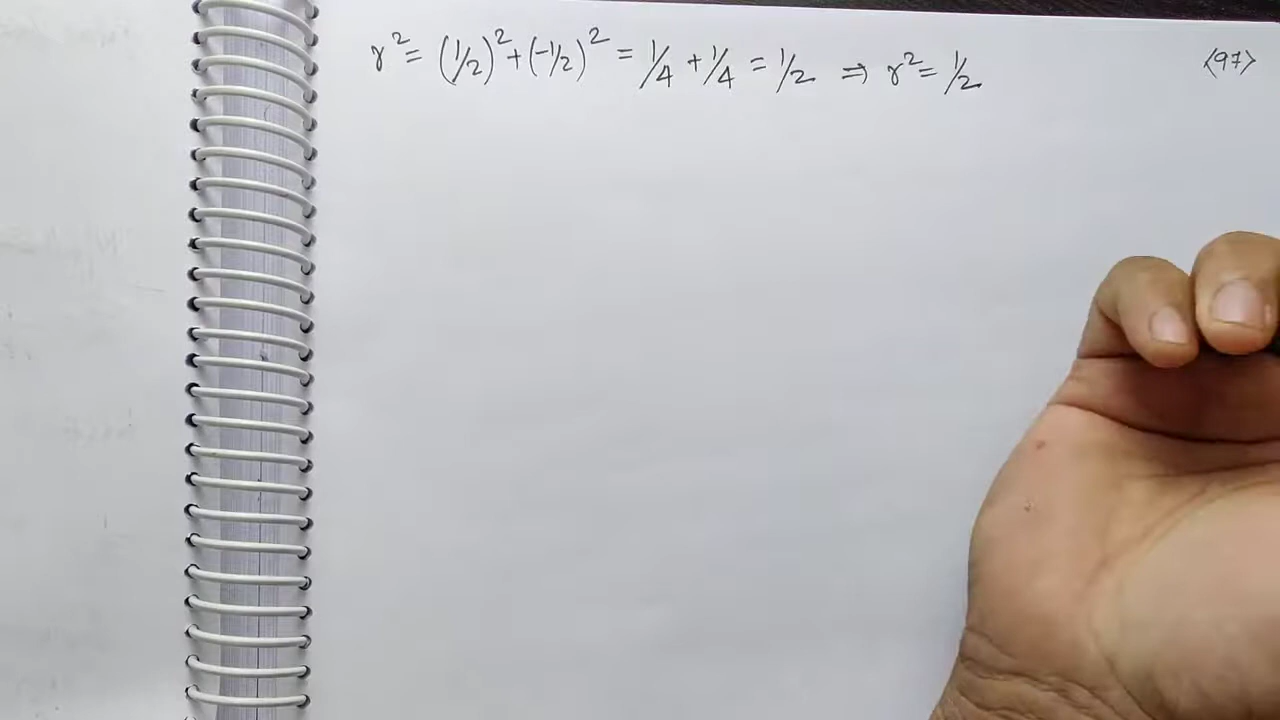 r² = (1/2)² + (-1/2)² = 1/4 + 1/4 = 1/2 ⇒ r² = 1/2 <97>